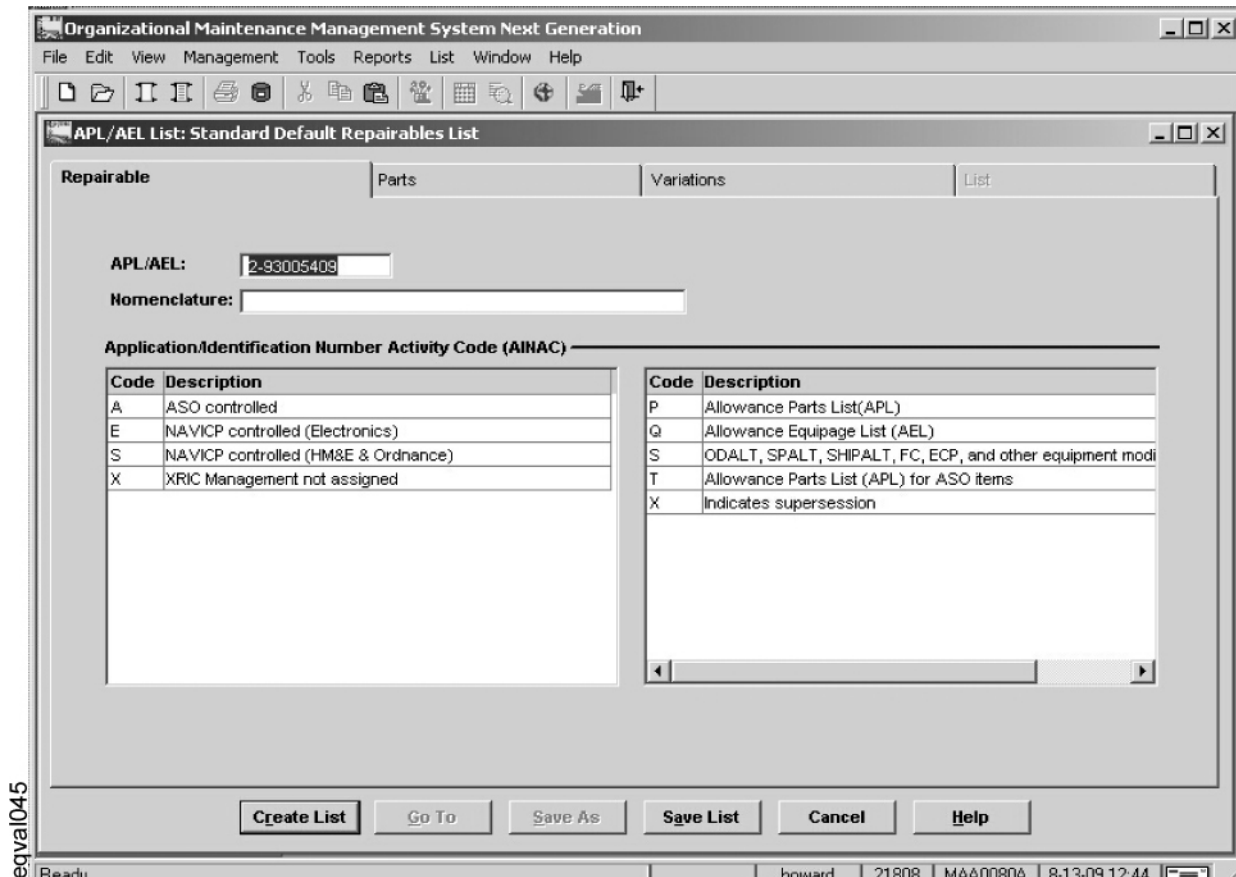 Organizational Maintenance Management System Next Generation
File Edit View Management Tools Reports List Window Help
APL/AEL List: Standard Default Repairables List
Repairable Parts Variations List
APL/AEL: 2-93005409
Nomenclature:
Application/Identification Number Activity Code (AINAC)
Code Description
A ASO controlled
E NAVICP controlled (Electronics)
S NAVICP controlled (HM&E & Ordnance)
X XRIC Management not assigned
Code Description
P Allowance Parts List(APL)
Q Allowance Equipage List (AEL)
S ODALT, SPALT, SHIPALT, FC, ECP, and other equipment modi
T Allowance Parts List (APL) for ASO items
X Indicates supersession
Create List Go To Save As Save List Cancel Help
Ready howard 21808 MAA0080A 8-13-09 12:44
eqval045